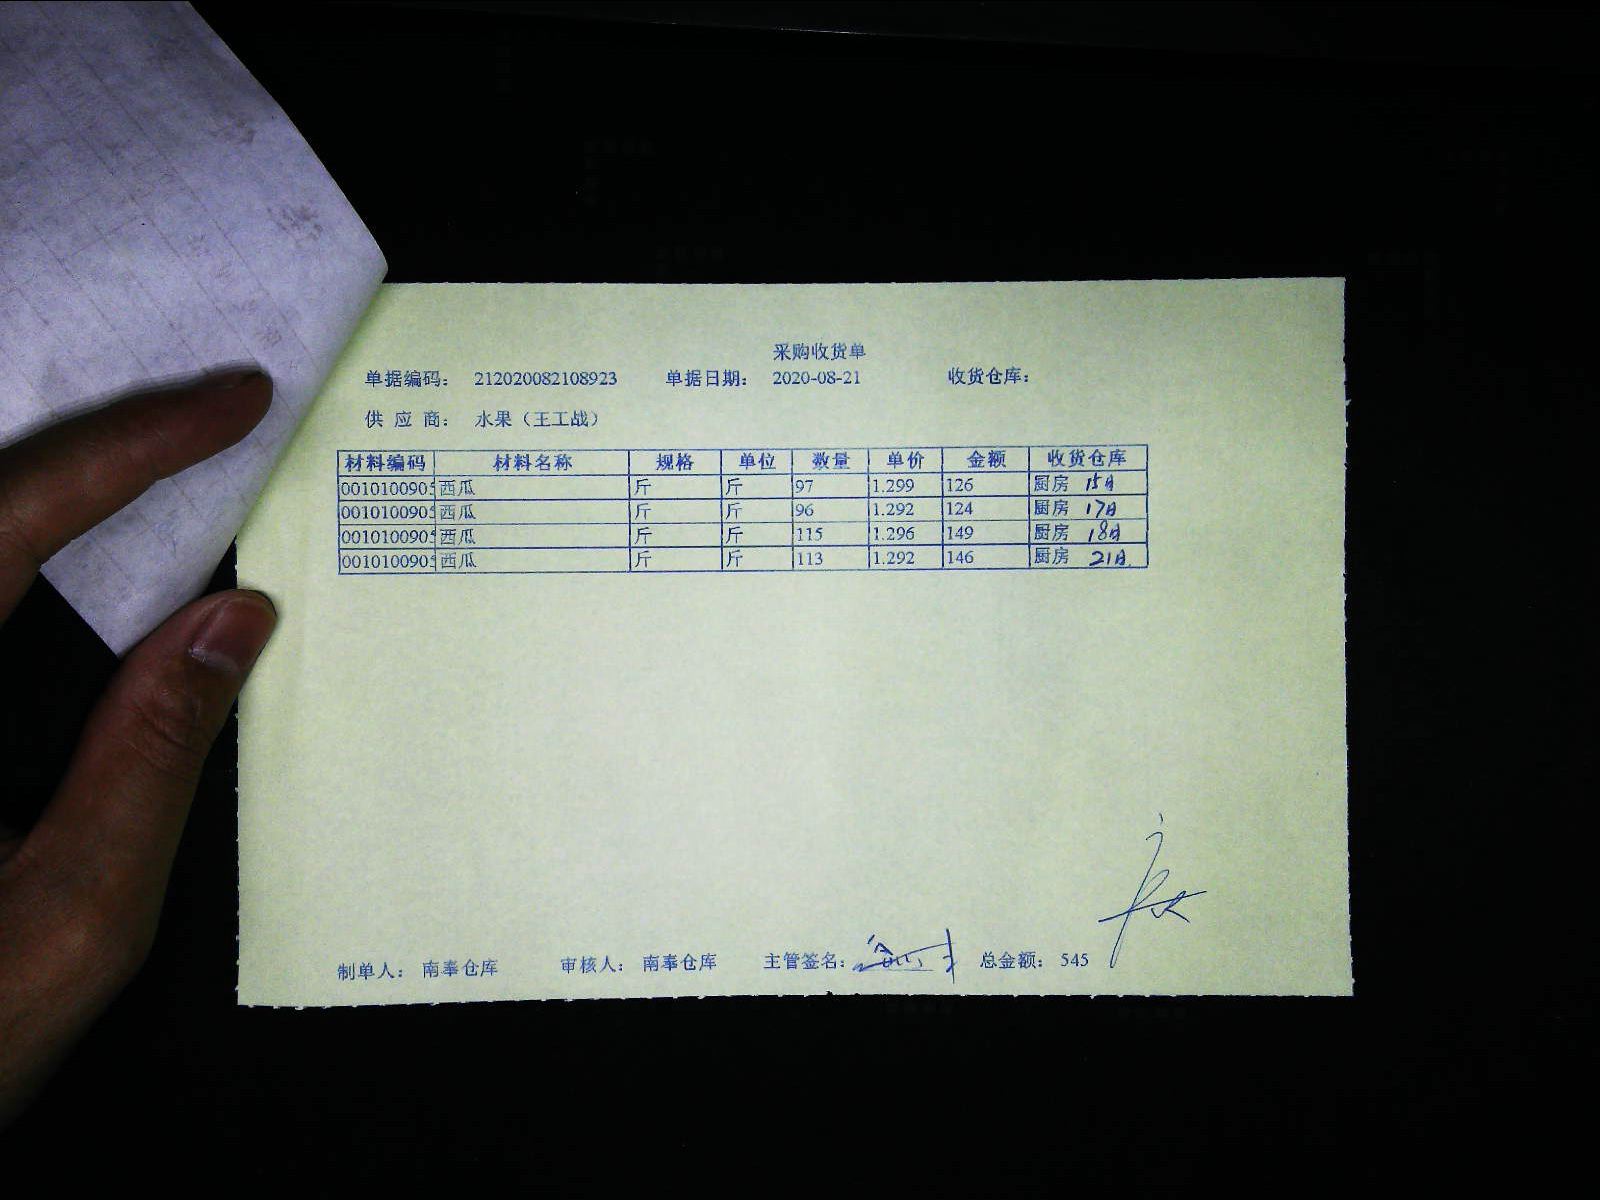 采购收货单
单据编码： 212020082108923 单据日期： 2020-08-21 收货仓库：
供 应 商： 水果（王工战）
材料编码 材料名称 规格 单位 数量 单价 金额 收货仓库
0010100905 西瓜 斤 斤 97 1.299 126 厨房 15日
0010100905 西瓜 斤 斤 96 1.292 124 厨房 17日
0010100905 西瓜 斤 斤 115 1.296 149 厨房 18日
0010100905 西瓜 斤 斤 113 1.292 146 厨房 21日
制单人： 南奉仓库 审核人： 南奉仓库 主管签名： 总金额： 545